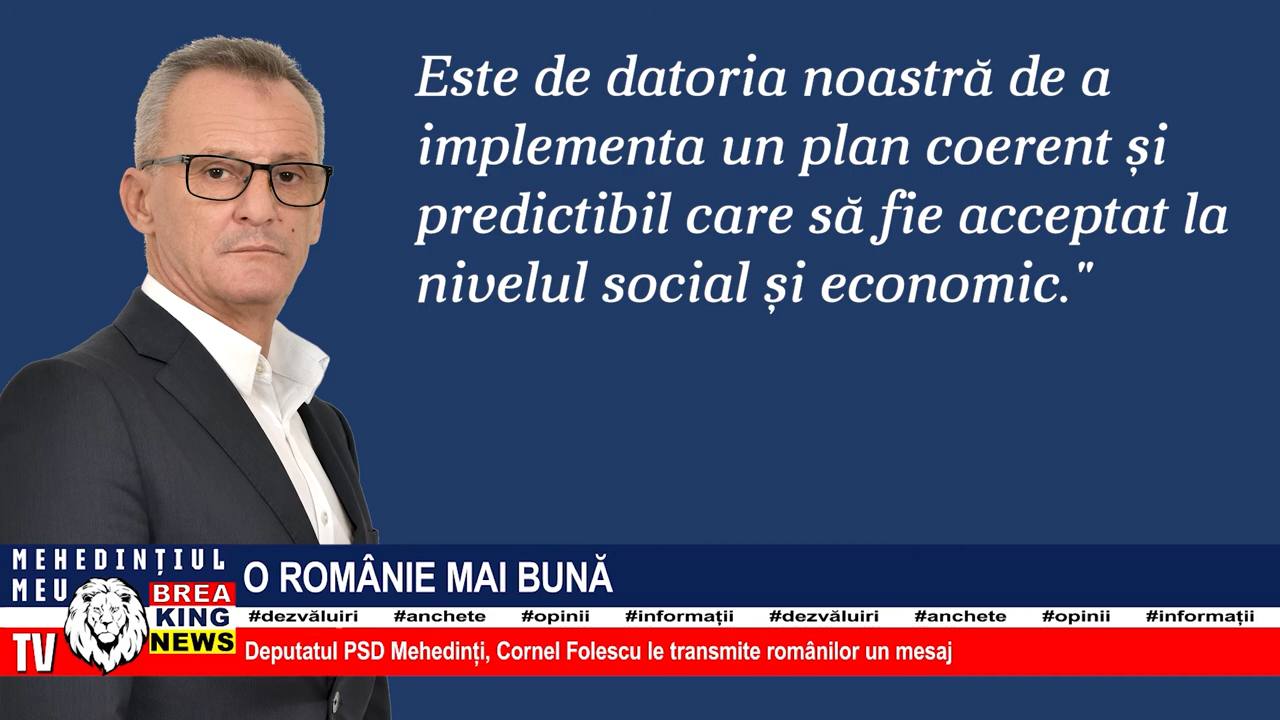 Este de datoria noastră de a
implementa un plan coerent și
predictibil care să fie acceptat la
nivelul social și economic."
MEHEDINȚIUL
MEU
TV
BREA
KING
NEWS
O ROMÂNIE MAI BUNĂ
#dezvăluiri #anchete #opinii #informații #dezvăluiri #anchete #opinii #informații
Deputatul PSD Mehedinți, Cornel Folescu le transmite românilor un mesaj